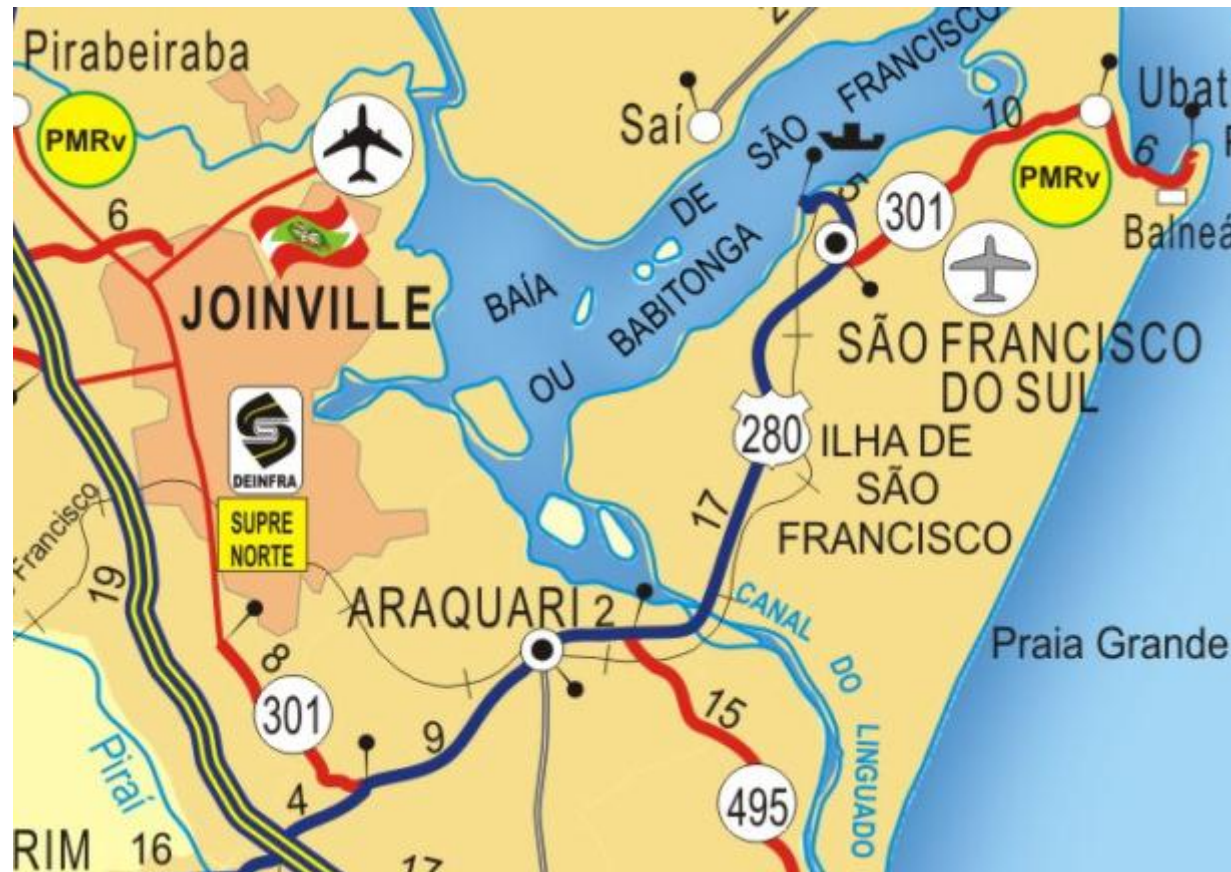 Pirabeiraba
PMRv
6
JOINVILLE
DEINFRA
SUPRE
NORTE
Francisco
19
8
301
9
4
16
17
RIM
Piraí
ARAQUARI
2
15
495
17
280
Saí
BAÍA
DE
SÃO
FRANCISCO
OU
BABITONGA
5
301
10
6
PMRv
Ubat
Balneá
SÃO FRANCISCO
DO SUL
ILHA DE
SÃO
FRANCISCO
CANAL
DO
LINGUADO
Praia Grande